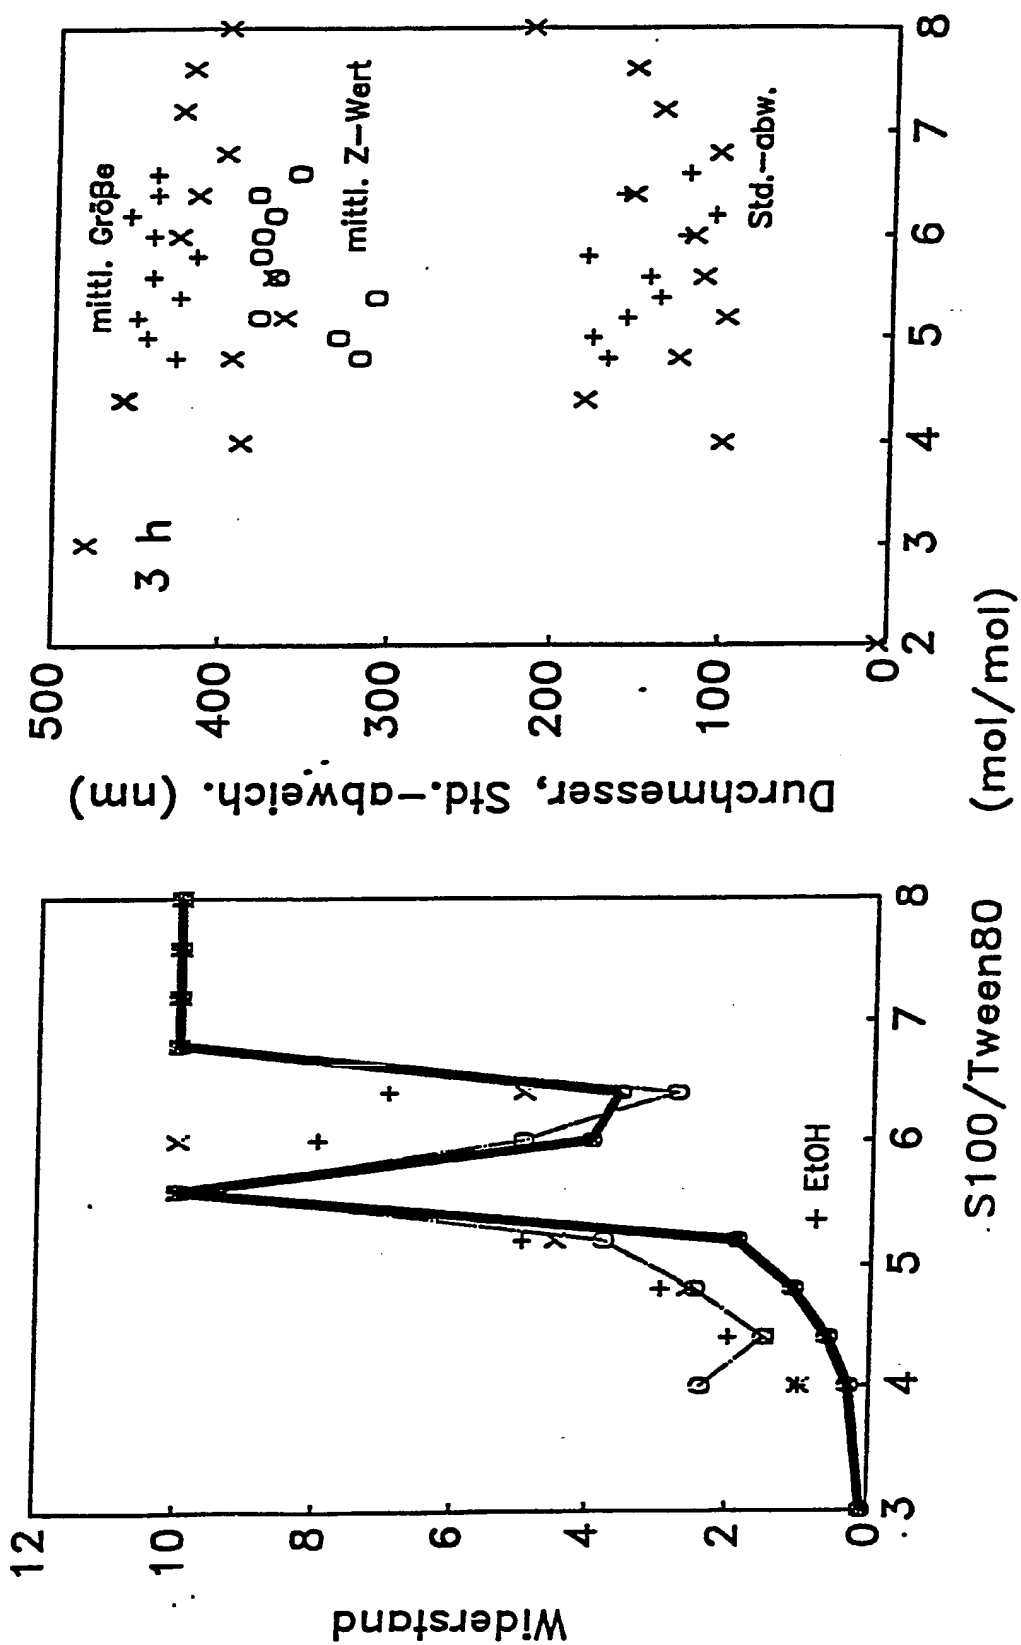 Widerstand
12
10
8
6
4
2
0
3
4
5
6
7
8
+ EtOH
S100/Tween80
(mol/mol)
Durchmesser, Std.-abweich. (nm)
500
400
300
200
100
0
2
3
4
5
6
7
8
3 h
mittl. Größe
mittl. Z-Wert
Std.-abw.